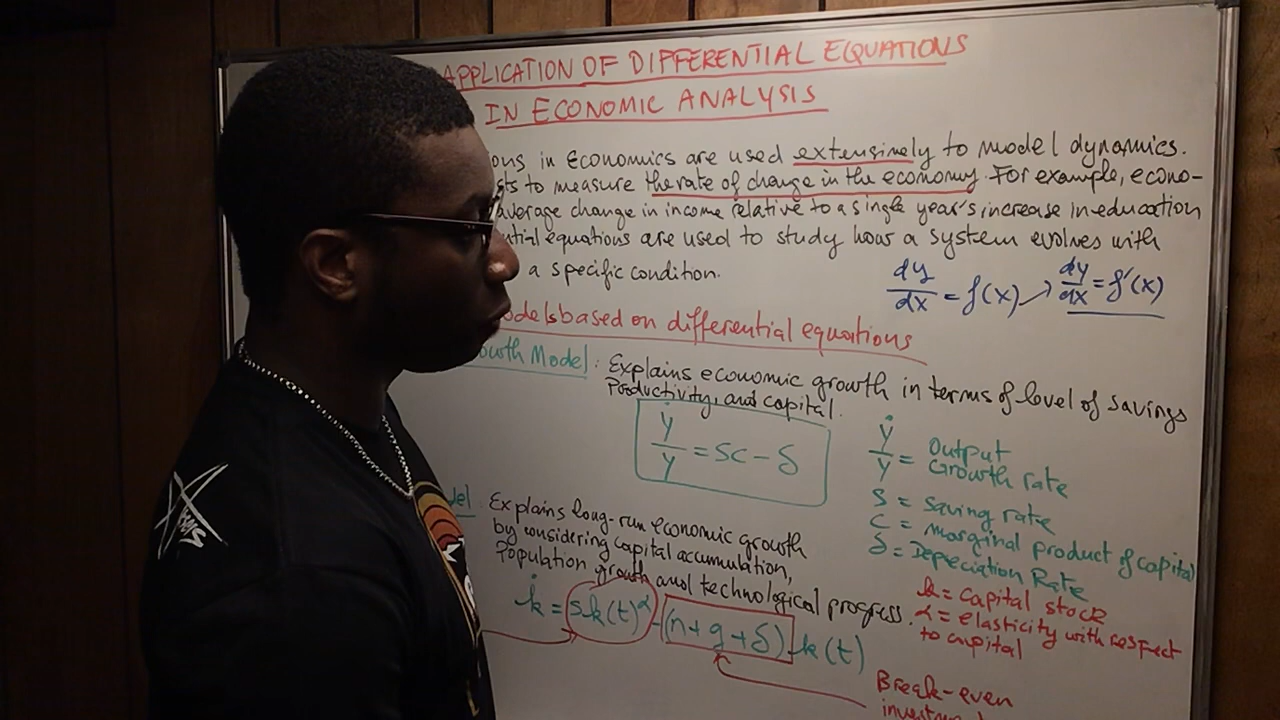 APPLICATION OF DIFFERENTIAL EQUATIONS
IN ECONOMIC ANALYSIS
ons in Economics are used extensively to model dynamics.
sts to measure the rate of change in the economy. For example, econo-
average change in income relative to a single year's increase in education
ntial equations are used to study how a system evolves with
a specific condition.
dy/dx = f(x) → dy/dx = f'(x)
odels based on differential equations
owth Model: Explains economic growth in terms of level of savings
Productivity, and capital.
Ẏ/Y = sc - δ
Ẏ/Y = Output
Growth rate
s = saving rate
c = marginal product of capital
δ = Depeciation Rate
del: Explains long-run economic growth
by considering capital accumulation,
Population growth and technological progress.
k̇ = sk(t)^α - (n+g+δ) k(t)
k = capital stock
α = elasticity with respect
to capital
Break-even